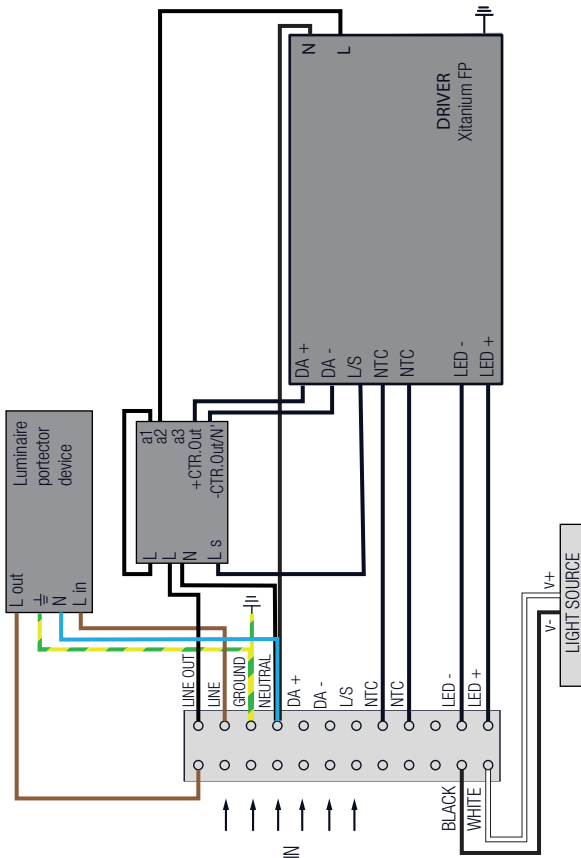 Luminaire
portector
device
L out
N
L in
a1
a2
a3
+CTR.Out
-CTR.Out/N'
L
L
N
L s
N
L
DRIVER
Xitanium FP
DA +
DA -
L/S
NTC
NTC
LED -
LED +
LINE OUT
LINE
GROUND
NEUTRAL
DA +
DA -
L/S
NTC
NTC
LED -
LED +
IN
BLACK
WHITE
V-
V+
LIGHT SOURCE